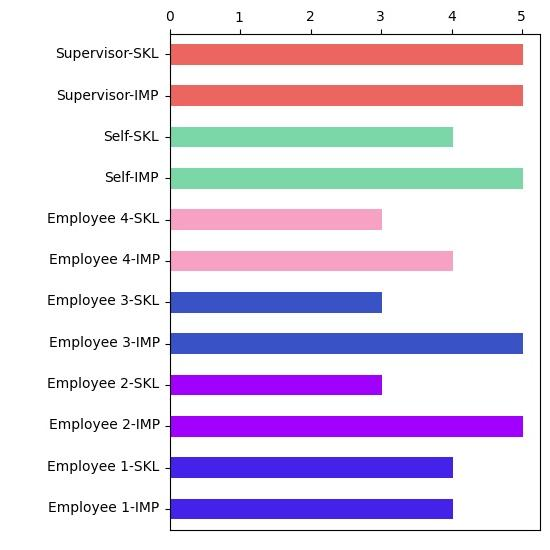 0 1 2 3 4 5
Supervisor-SKL
Supervisor-IMP
Self-SKL
Self-IMP
Employee 4-SKL
Employee 4-IMP
Employee 3-SKL
Employee 3-IMP
Employee 2-SKL
Employee 2-IMP
Employee 1-SKL
Employee 1-IMP